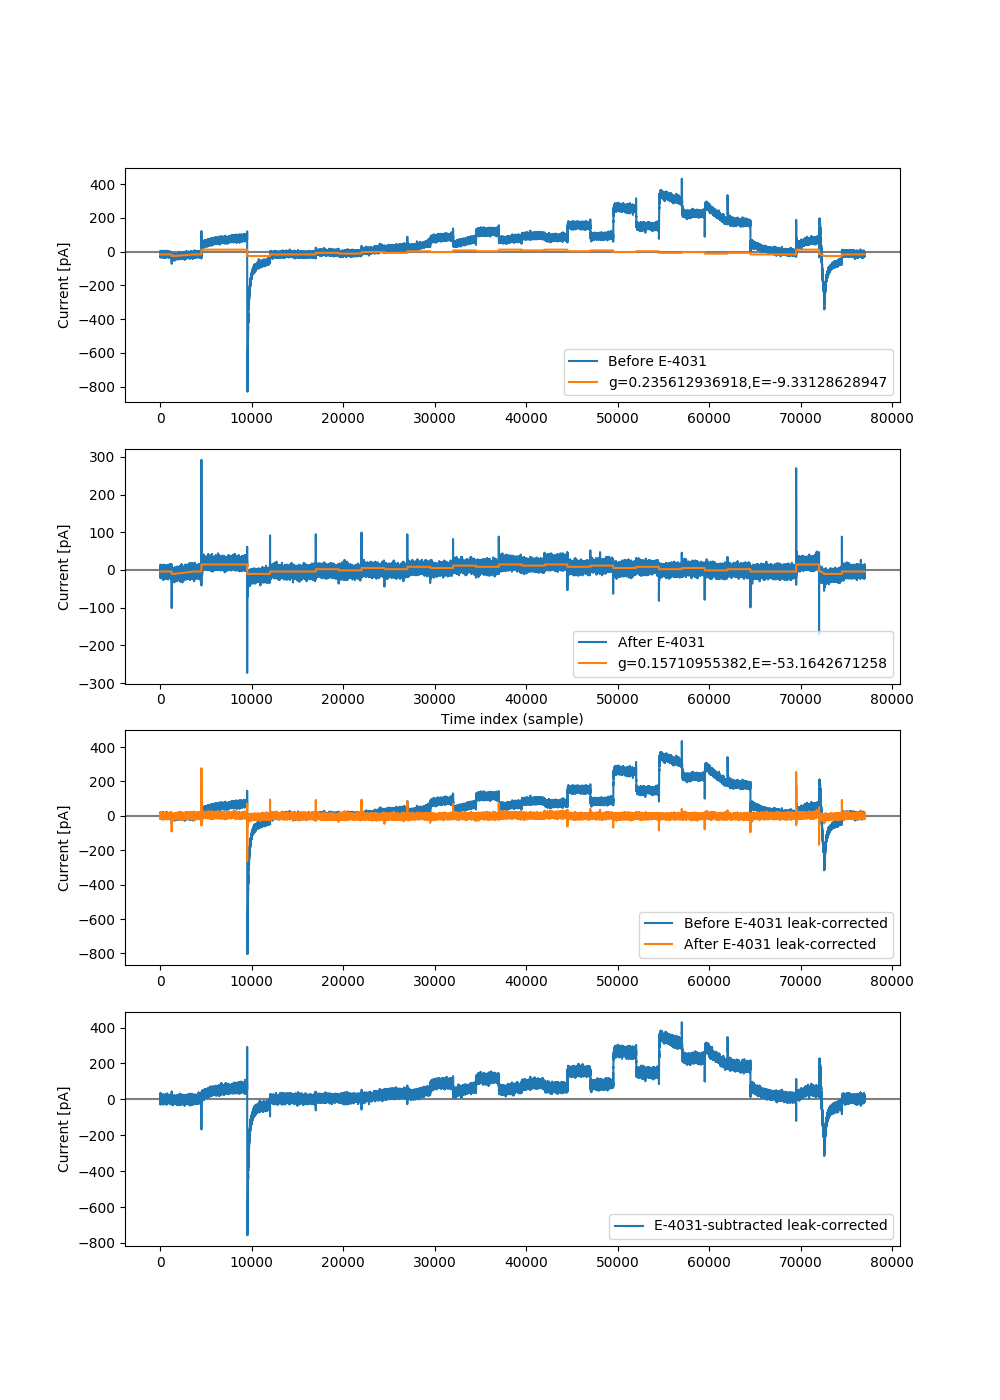 400
200
0
−200
−400
−600
−800
Current [pA]
Before E-4031
g=0.235612936918,E=-9.33128628947
0 10000 20000 30000 40000 50000 60000 70000 80000
300
200
100
0
−100
−200
−300
Current [pA]
After E-4031
g=0.15710955382,E=-53.1642671258
0 10000 20000 30000 40000 50000 60000 70000 80000
Time index (sample)
400
200
0
−200
−400
−600
−800
Current [pA]
Before E-4031 leak-corrected
After E-4031 leak-corrected
0 10000 20000 30000 40000 50000 60000 70000 80000
400
200
0
−200
−400
−600
−800
Current [pA]
E-4031-subtracted leak-corrected
0 10000 20000 30000 40000 50000 60000 70000 80000